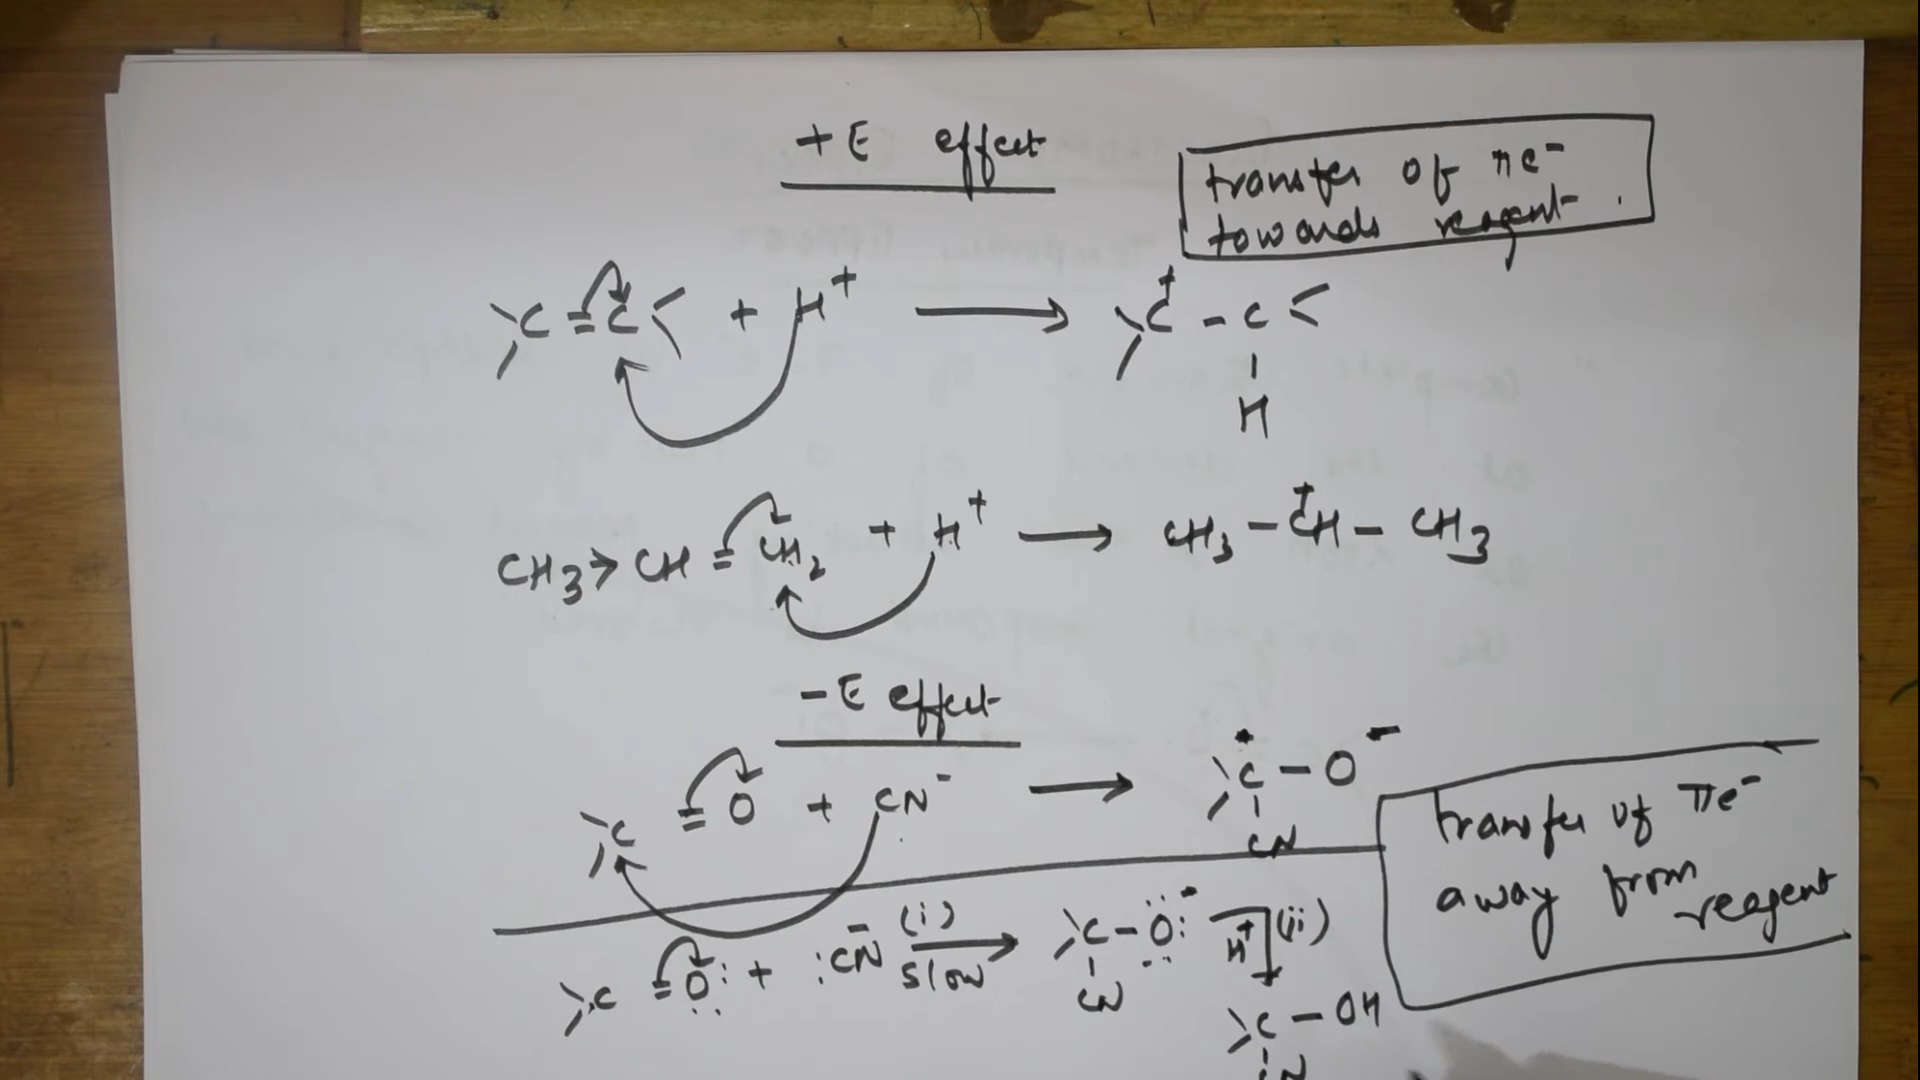 +E effect
transfer of πe⁻
towards reagent.
>C=C< + H⁺ ⟶ >C⁺-C<
H
CH₃→CH=CH₂ + H⁺ ⟶ CH₃-C⁺H-CH₃
-E effect
>C=O + CN⁻ ⟶ >C-O⁻
CN
transfer of πe⁻
away from
reagent
>C=O: + :CN⁻ (i) slow ⟶ >C-O:⁻ H⁺ (ii)
CN
>C-OH
CN